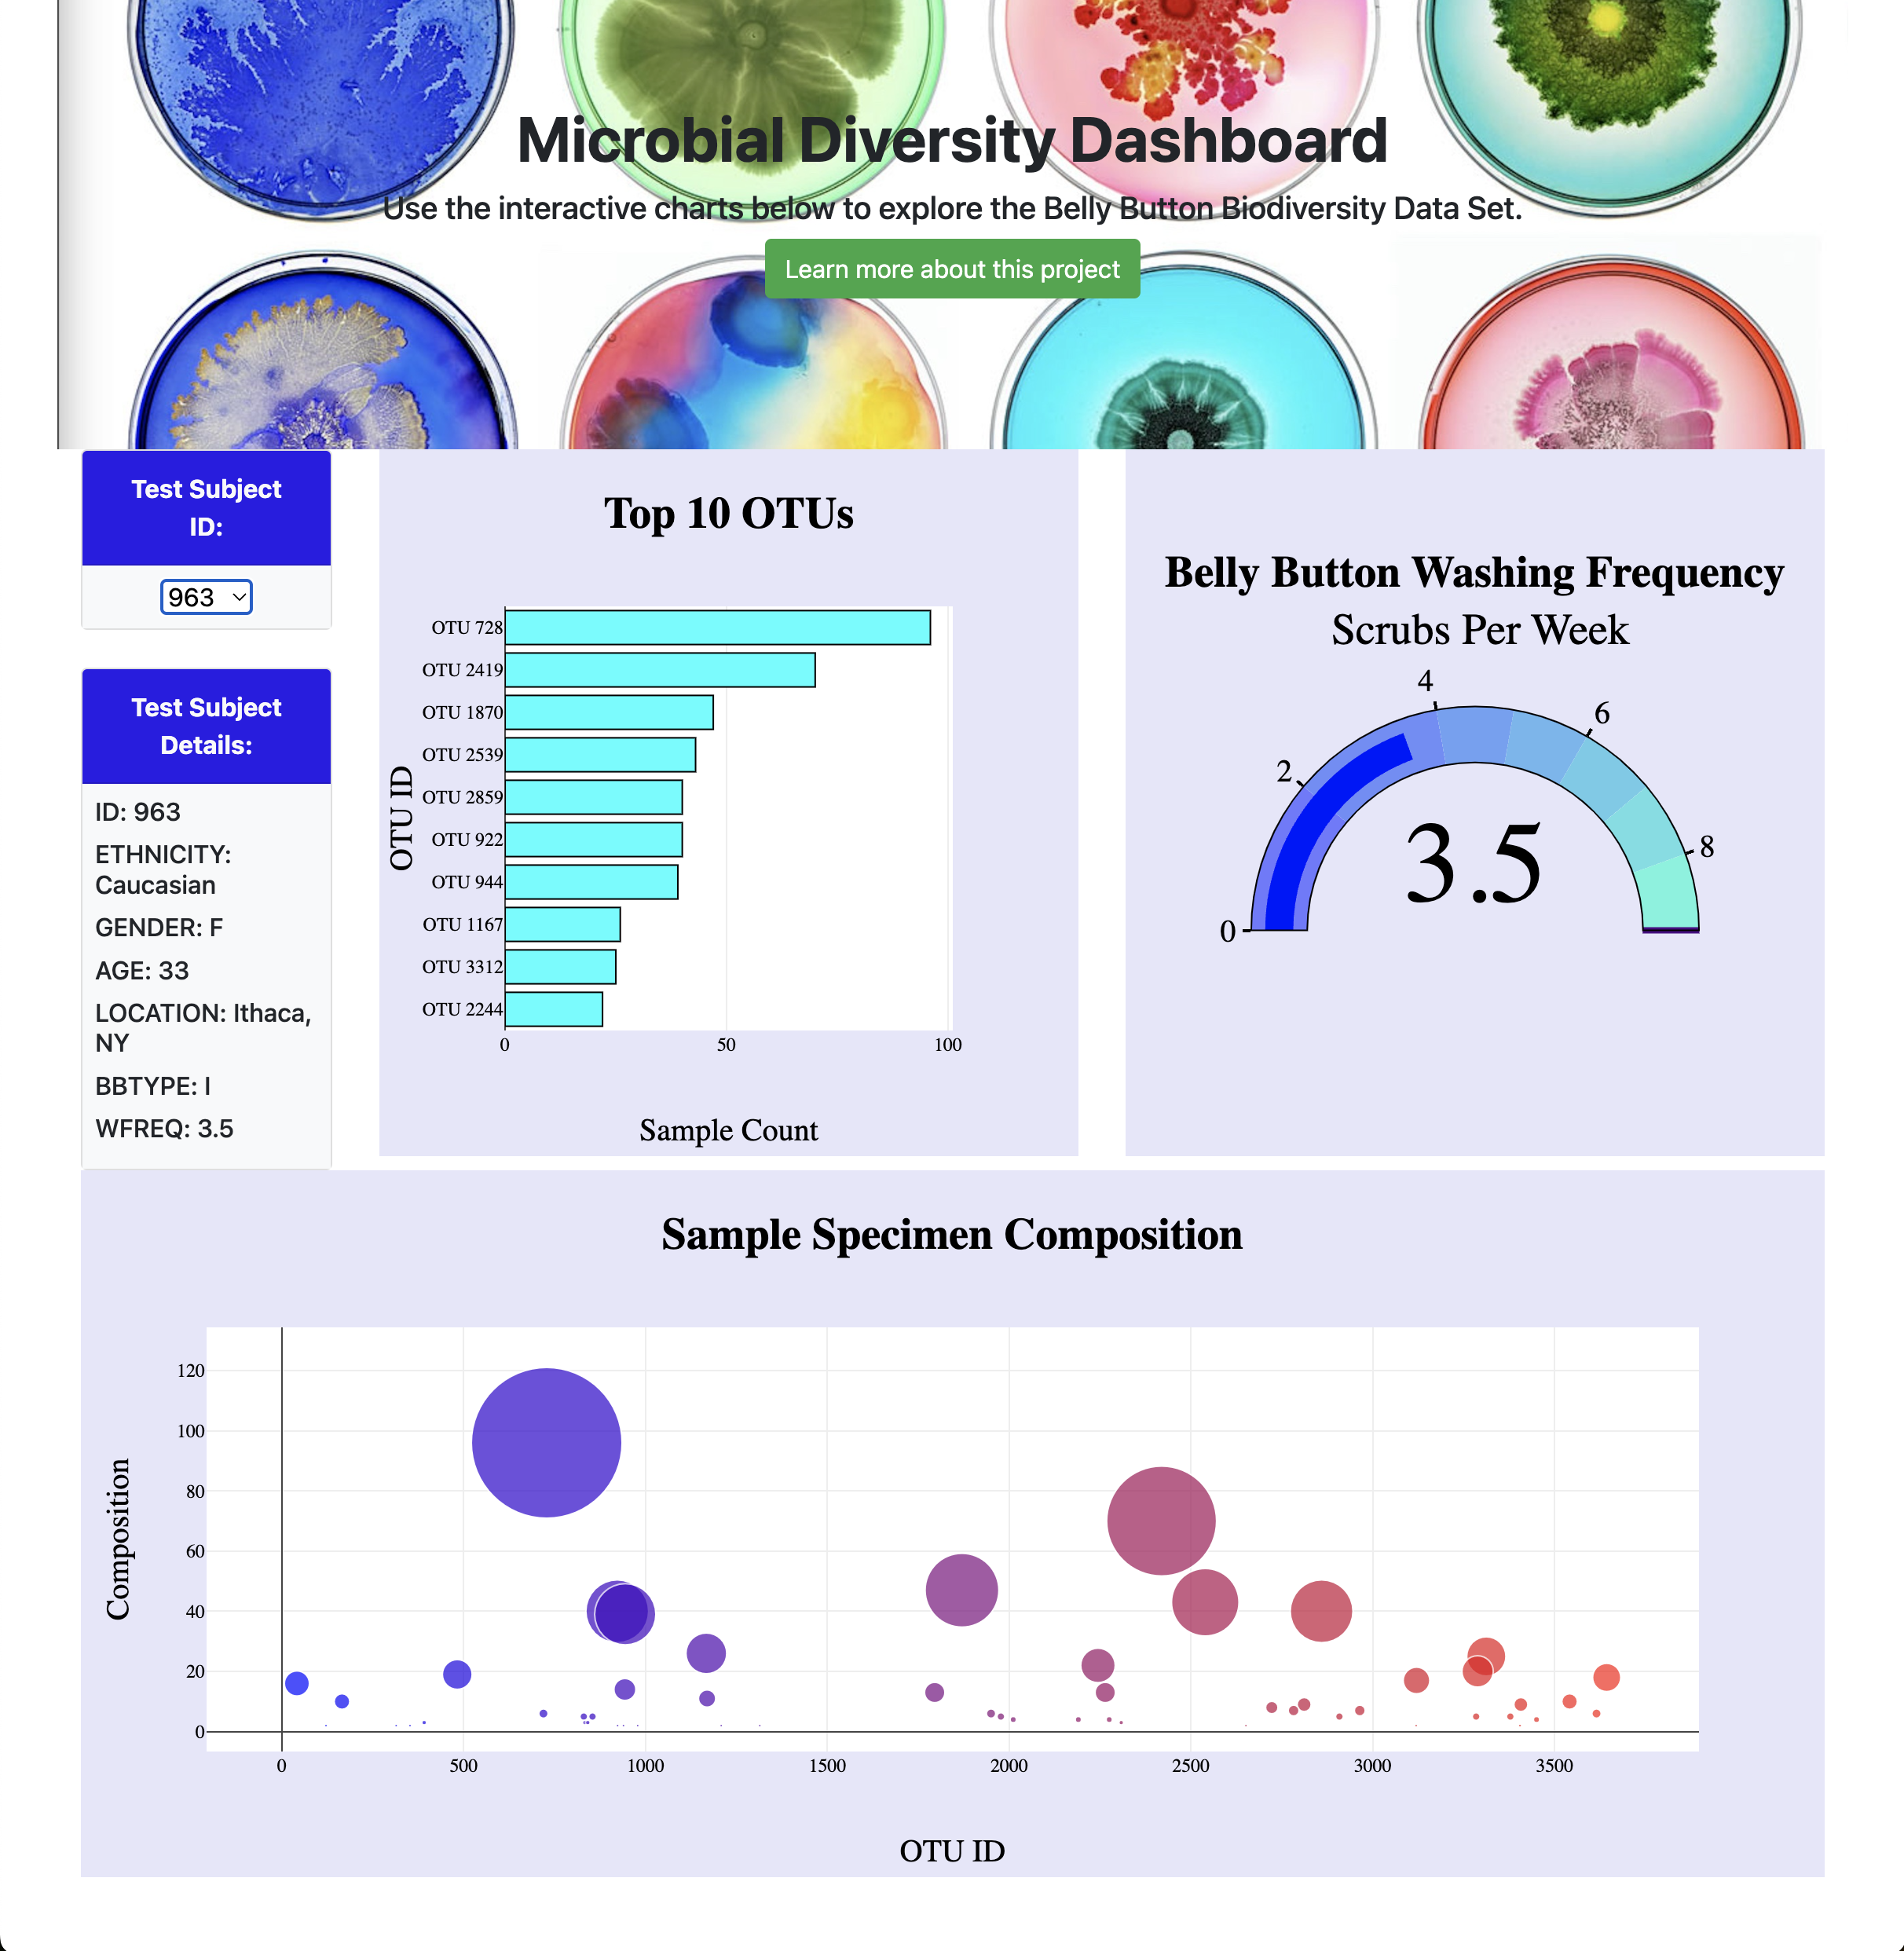 Microbial Diversity Dashboard
Use the interactive charts below to explore the Belly Button Biodiversity Data Set.
Learn more about this project
Test Subject
ID:
963
Test Subject
Details:
ID: 963
ETHNICITY:
Caucasian
GENDER: F
AGE: 33
LOCATION: Ithaca,
NY
BBTYPE: I
WFREQ: 3.5
Top 10 OTUs
OTU ID
OTU 728
OTU 2419
OTU 1870
OTU 2539
OTU 2859
OTU 922
OTU 944
OTU 1167
OTU 3312
OTU 2244
0 50 100
Sample Count
Belly Button Washing Frequency
Scrubs Per Week
0
2
4
6
8
3.5
Sample Specimen Composition
Composition
120
100
80
60
40
20
0
0 500 1000 1500 2000 2500 3000 3500
OTU ID